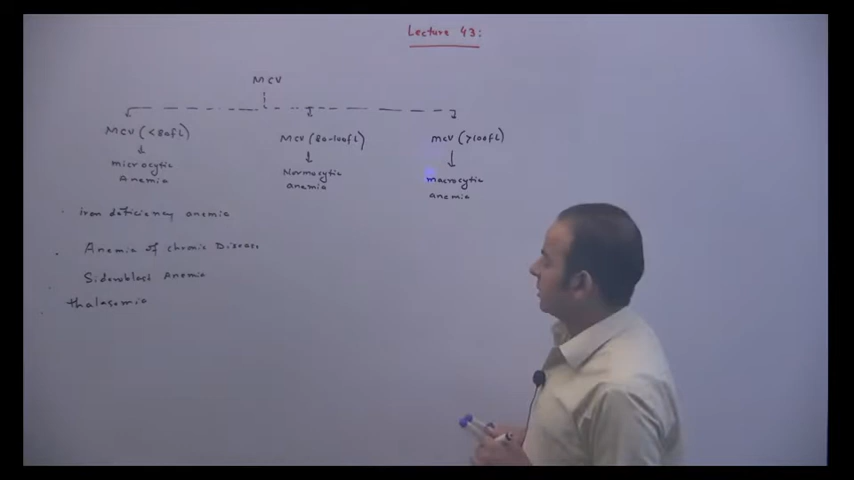 Lecture 43:
MCV
MCV (<80fL)
MCV (80-100fL)
MCV (>100fL)
microcytic
Anemia
Normocytic
anemia
macrocytic
anemia
iron deficiency anemia
Anemia of chronic Disease
Sideroblast Anemia
thalasemia